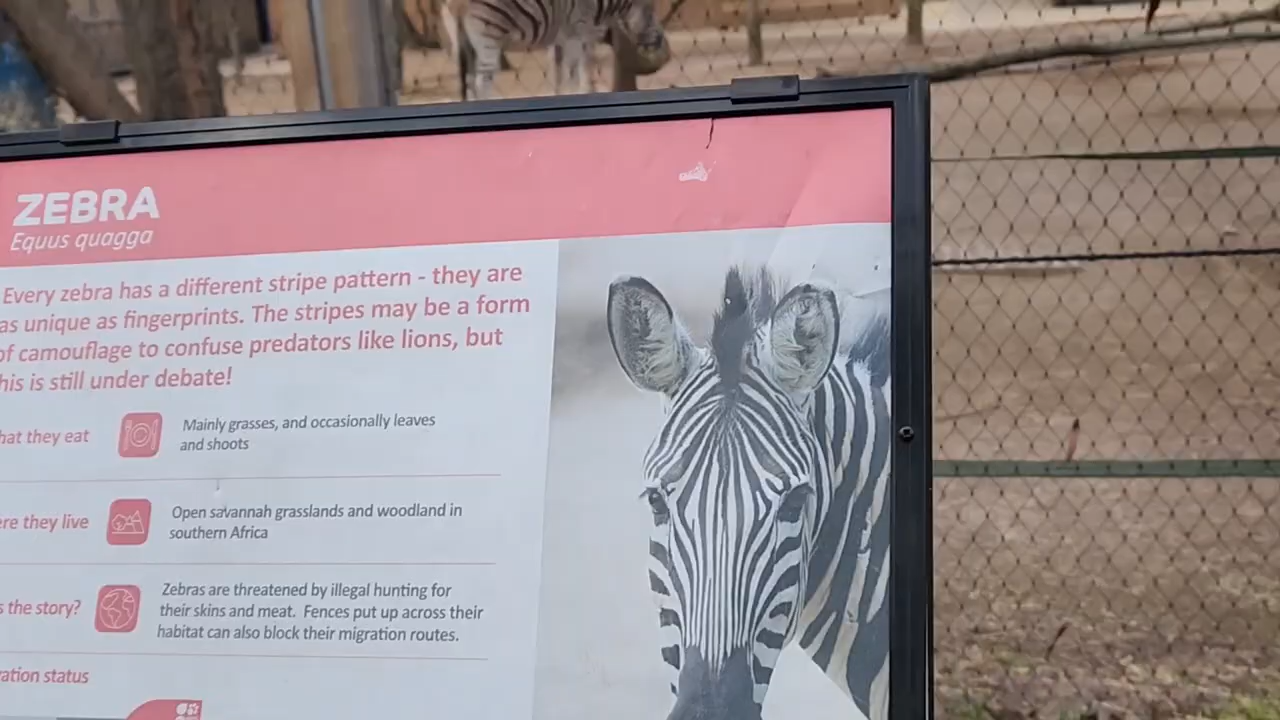 ZEBRA
Equus quagga
Every zebra has a different stripe pattern - they are
as unique as fingerprints. The stripes may be a form
of camouflage to confuse predators like lions, but
his is still under debate!
hat they eat
Mainly grasses, and occasionally leaves
and shoots
ere they live
Open savannah grasslands and woodland in
southern Africa
s the story?
Zebras are threatened by illegal hunting for
their skins and meat. Fences put up across their
habitat can also block their migration routes.
ation status